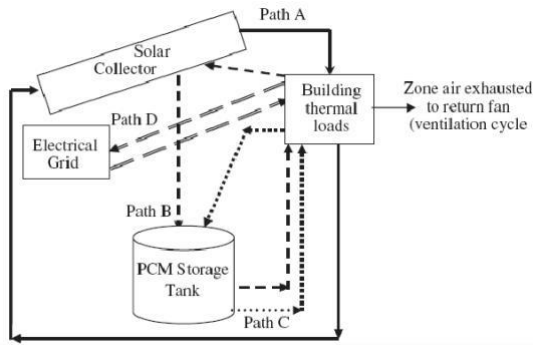 Path A
Solar
Collector
Building
thermal
loads
Zone air exhausted
to return fan
(ventilation cycle
Path D
Electrical
Grid
Path B
PCM Storage
Tank
Path C